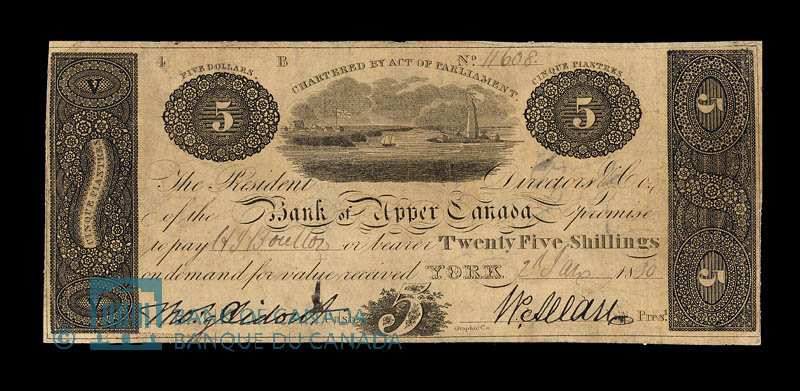 4 B No. 11608.
FIVE DOLLARS. CHARTERED BY ACT OF PARLIAMENT. CINQUE PIASTRES.
V
5 5 5
CINQUE PIASTRES
The President Directors & Co.
of the Bank of Upper Canada promise
to pay H J Boulton or bearer Twenty Five Shillings
on demand for value received YORK 1830
5 5
V
Wm Allan Pres.t
Graphic Co.
© BANK OF CANADA
BANQUE DU CANADA